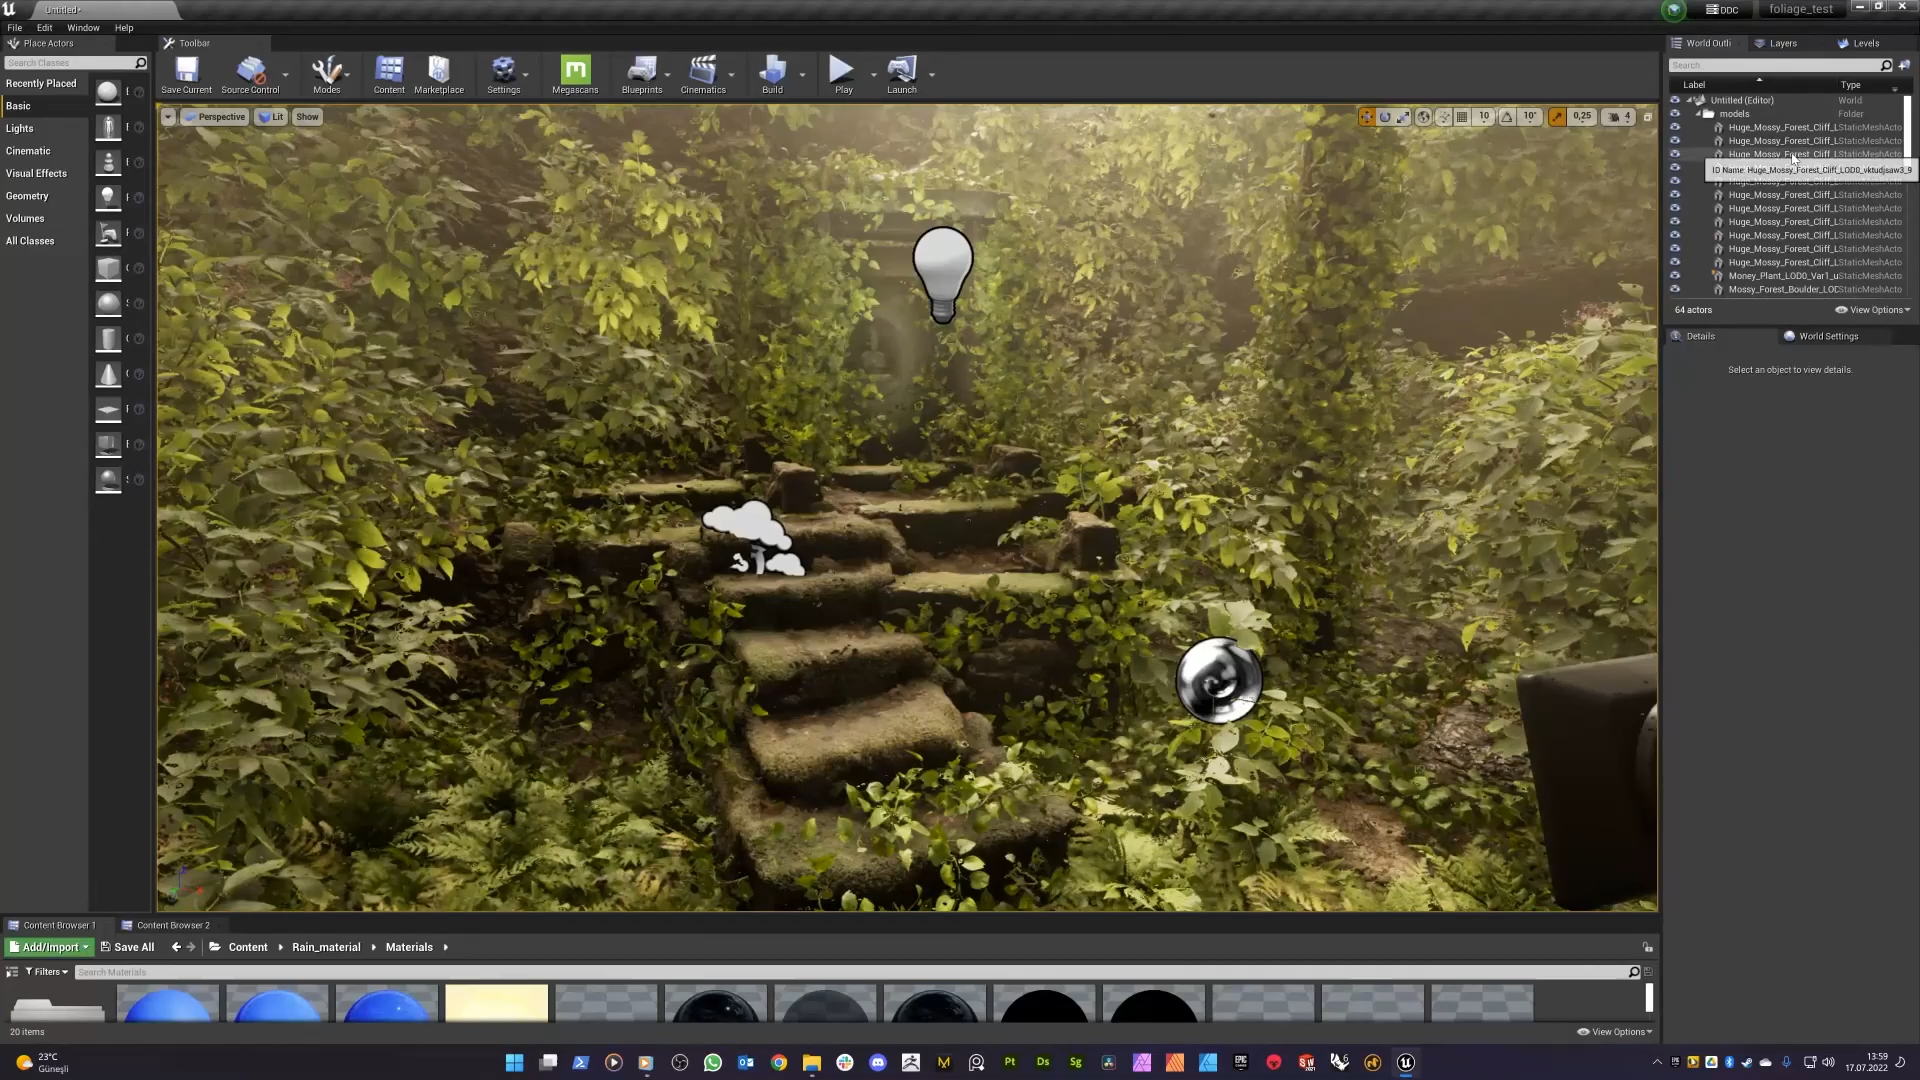 Untitled*
DDC
foliage_test
File Edit Window Help
Place Actors
Toolbar
World Outli
Layers
Levels
Search Classes
Recently Placed
Basic
Lights
Cinematic
Visual Effects
Geometry
Volumes
All Classes
Save Current
Source Control
Modes
Content
Marketplace
Settings
Megascans
Blueprints
Cinematics
Build
Play
Launch
Perspective
Lit
Show
10
10°
0,25
4
Search
Label
Type
Untitled (Editor) World
models Folder
Huge_Mossy_Forest_Cliff_L StaticMeshActo
Huge_Mossy_Forest_Cliff_L StaticMeshActo
Huge_Mossy_Forest_Cliff_L StaticMeshActo
ID Name: Huge_Mossy_Forest_Cliff_LOD0_vktudjsaw3_9
Huge_Mossy_Forest_Cliff_L StaticMeshActo
Huge_Mossy_Forest_Cliff_L StaticMeshActo
Huge_Mossy_Forest_Cliff_L StaticMeshActo
Huge_Mossy_Forest_Cliff_L StaticMeshActo
Huge_Mossy_Forest_Cliff_L StaticMeshActo
Huge_Mossy_Forest_Cliff_L StaticMeshActo
Huge_Mossy_Forest_Cliff_L StaticMeshActo
Money_Plant_LOD0_Var1_u StaticMeshActo
Mossy_Forest_Boulder_LOD StaticMeshActo
64 actors
View Options
Details
World Settings
Select an object to view details.
Content Browser 1
Content Browser 2
Add/Import
Save All
Content
Rain_material
Materials
Filters
Search Materials
20 items
View Options
23°C
Güneşli
Pt
Ds
Sg
13:59
17.07.2022